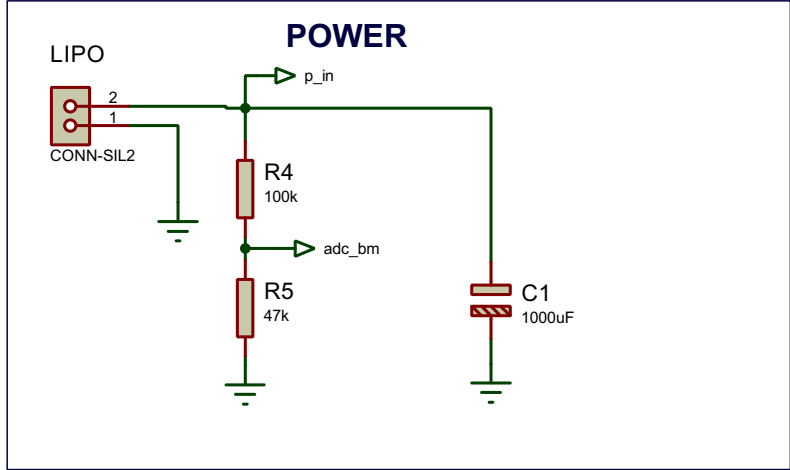 POWER
LIPO
p_in
2
1
CONN-SIL2
R4
100k
adc_bm
R5
47k
C1
1000uF